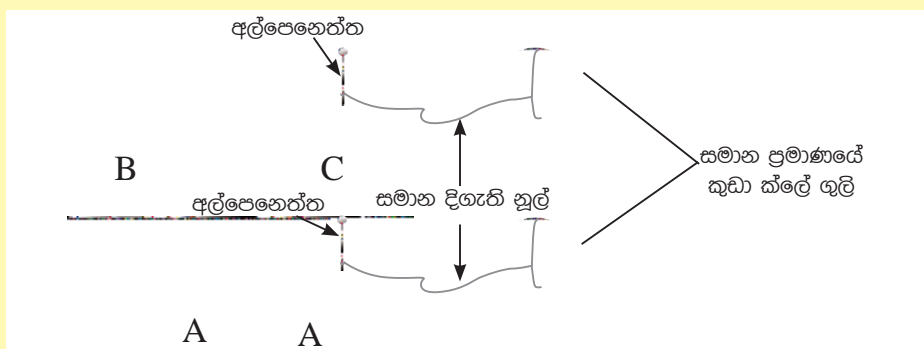 අල්පෙනෙත්ත
B
C
සමාන ප්‍රමාණයේ
කුඩා ක්ලේ ගුලි
අල්පෙනෙත්ත
සමාන දිගැති නූල්
A
A